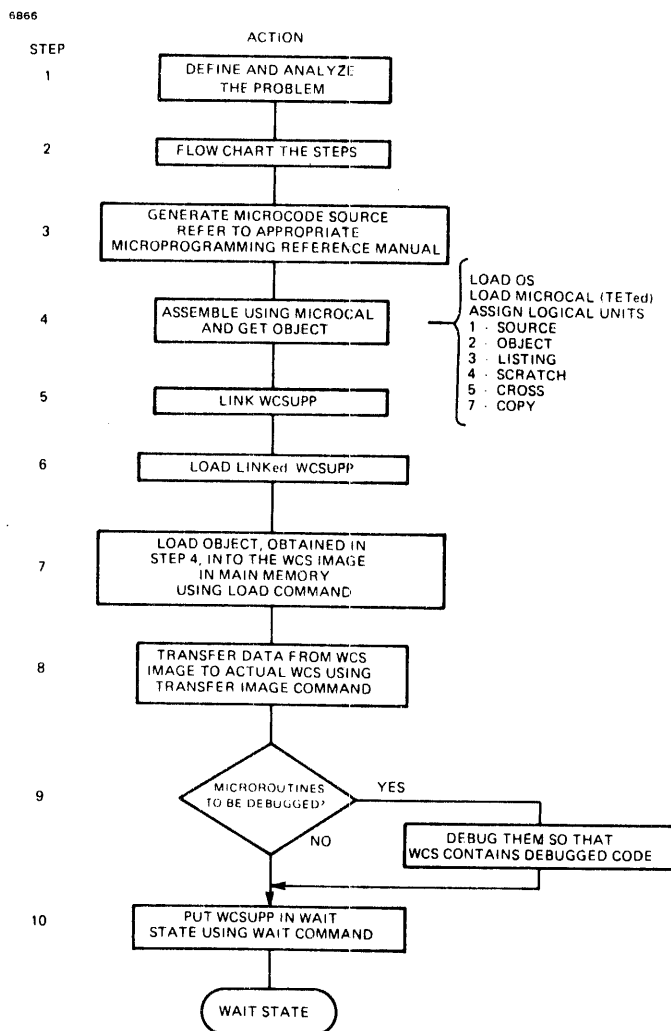 6866
STEP
ACTION
1
DEFINE AND ANALYZE
THE PROBLEM
2
FLOW CHART THE STEPS
3
GENERATE MICROCODE SOURCE
REFER TO APPROPRIATE
MICROPROGRAMMING REFERENCE MANUAL
4
ASSEMBLE USING MICROCAL
AND GET OBJECT
LOAD OS
LOAD MICROCAL (TETed)
ASSIGN LOGICAL UNITS
1 - SOURCE
2 - OBJECT
3 - LISTING
4 - SCRATCH
5 - CROSS
7 - COPY
5
LINK WCSUPP
6
LOAD LINKed WCSUPP
7
LOAD OBJECT, OBTAINED IN
STEP 4, INTO THE WCS IMAGE
IN MAIN MEMORY
USING LOAD COMMAND
8
TRANSFER DATA FROM WCS
IMAGE TO ACTUAL WCS USING
TRANSFER IMAGE COMMAND
9
MICROROUTINES
TO BE DEBUGGED?
YES
NO
DEBUG THEM SO THAT
WCS CONTAINS DEBUGGED CODE
10
PUT WCSUPP IN WAIT
STATE USING WAIT COMMAND
WAIT STATE